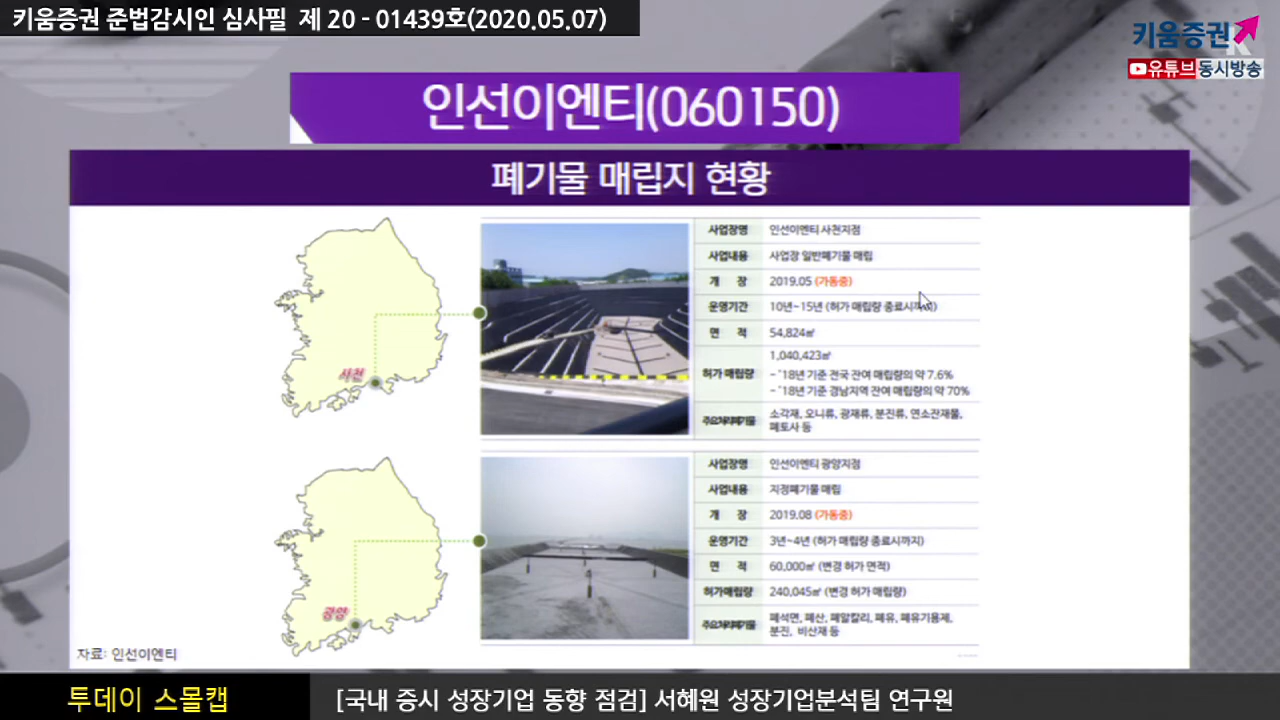 키움증권 준법감시인 심사필 제 20 - 01439호(2020.05.07)
키움증권
유튜브 동시방송
인선이엔티(060150)
폐기물 매립지 현황
사업장명 인선이엔티 사천지점
사업내용 사업장 일반폐기물 매립
개 장 2019.05 (가동중)
운영기간 10년~15년 (허가 매립량 종료시까지)
면 적 54,824㎡
허가 매립량 1,040,423㎥
- '18년 기준 전국 잔여 매립량의 약 7.6%
- '18년 기준 경남지역 잔여 매립량의 약 70%
주요처리폐기물 소각재, 오니류, 광재류, 분진류, 연소잔재물,
폐토사 등
사천
사업장명 인선이엔티 광양지점
사업내용 지정폐기물 매립
개 장 2019.08 (가동중)
운영기간 3년~4년 (허가 매립량 종료시까지)
면 적 60,000㎡ (변경 허가 면적)
허가매립량 240,045㎥ (변경 허가 매립량)
주요처리폐기물 폐석면, 폐산, 폐알칼리, 폐유, 폐유기용제,
분진, 비산재 등
광양
자료: 인선이엔티
투데이 스몰캡
[국내 증시 성장기업 동향 점검] 서혜원 성장기업분석팀 연구원